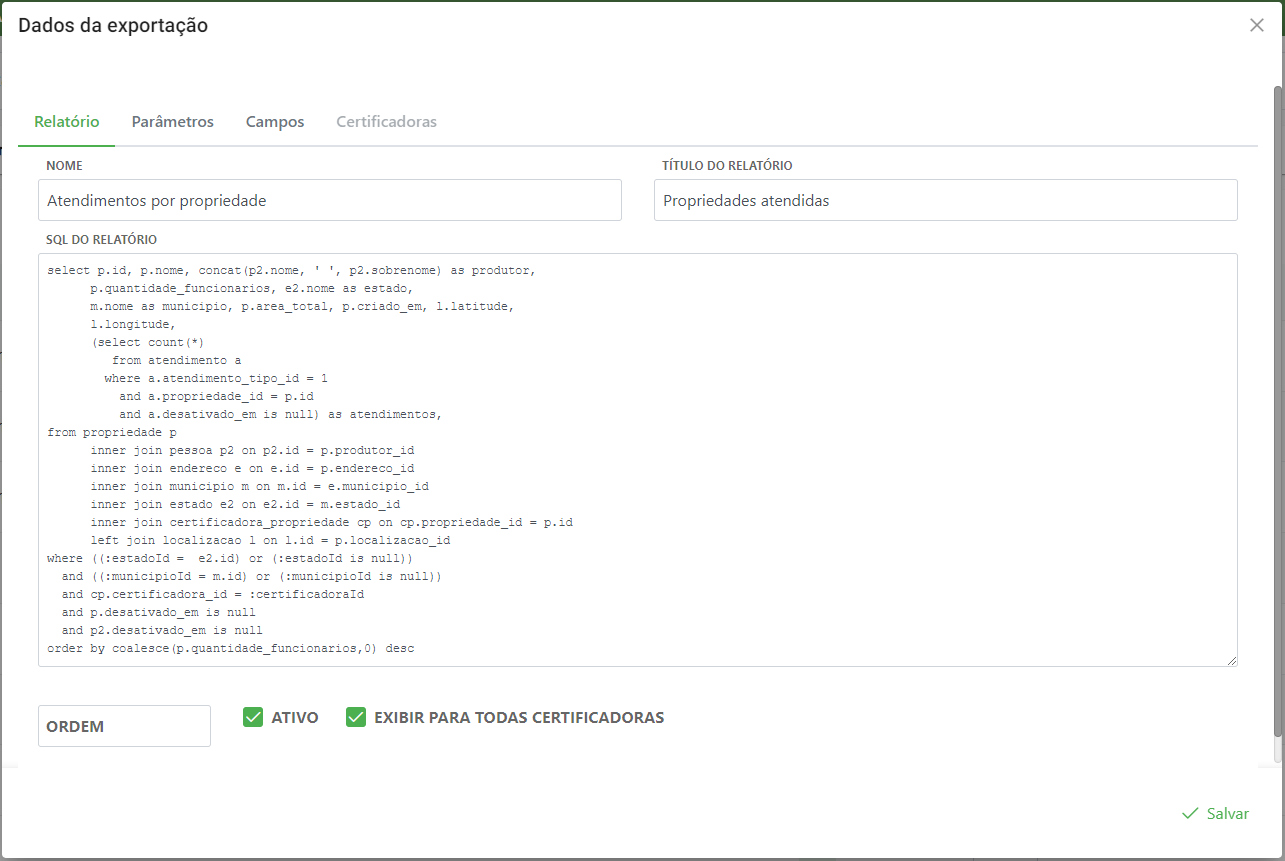 Dados da exportação
Relatório Parâmetros Campos Certificadoras
NOME TÍTULO DO RELATÓRIO
Atendimentos por propriedade Propriedades atendidas
SQL DO RELATÓRIO
select p.id, p.nome, concat(p2.nome, ' ', p2.sobrenome) as produtor,
p.quantidade_funcionarios, e2.nome as estado,
m.nome as municipio, p.area_total, p.criado_em, l.latitude,
l.longitude,
(select count(*)
from atendimento a
where a.atendimento_tipo_id = 1
and a.propriedade_id = p.id
and a.desativado_em is null) as atendimentos,
from propriedade p
inner join pessoa p2 on p2.id = p.produtor_id
inner join endereco e on e.id = p.endereco_id
inner join municipio m on m.id = e.municipio_id
inner join estado e2 on e2.id = m.estado_id
inner join certificadora_propriedade cp on cp.propriedade_id = p.id
left join localizacao l on l.id = p.localizacao_id
where ((:estadoId =  e2.id) or (:estadoId is null))
and ((:municipioId = m.id) or (:municipioId is null))
and cp.certificadora_id = :certificadoraId
and p.desativado_em is null
and p2.desativado_em is null
order by coalesce(p.quantidade_funcionarios,0) desc
ORDEM ATIVO EXIBIR PARA TODAS CERTIFICADORAS
Salvar